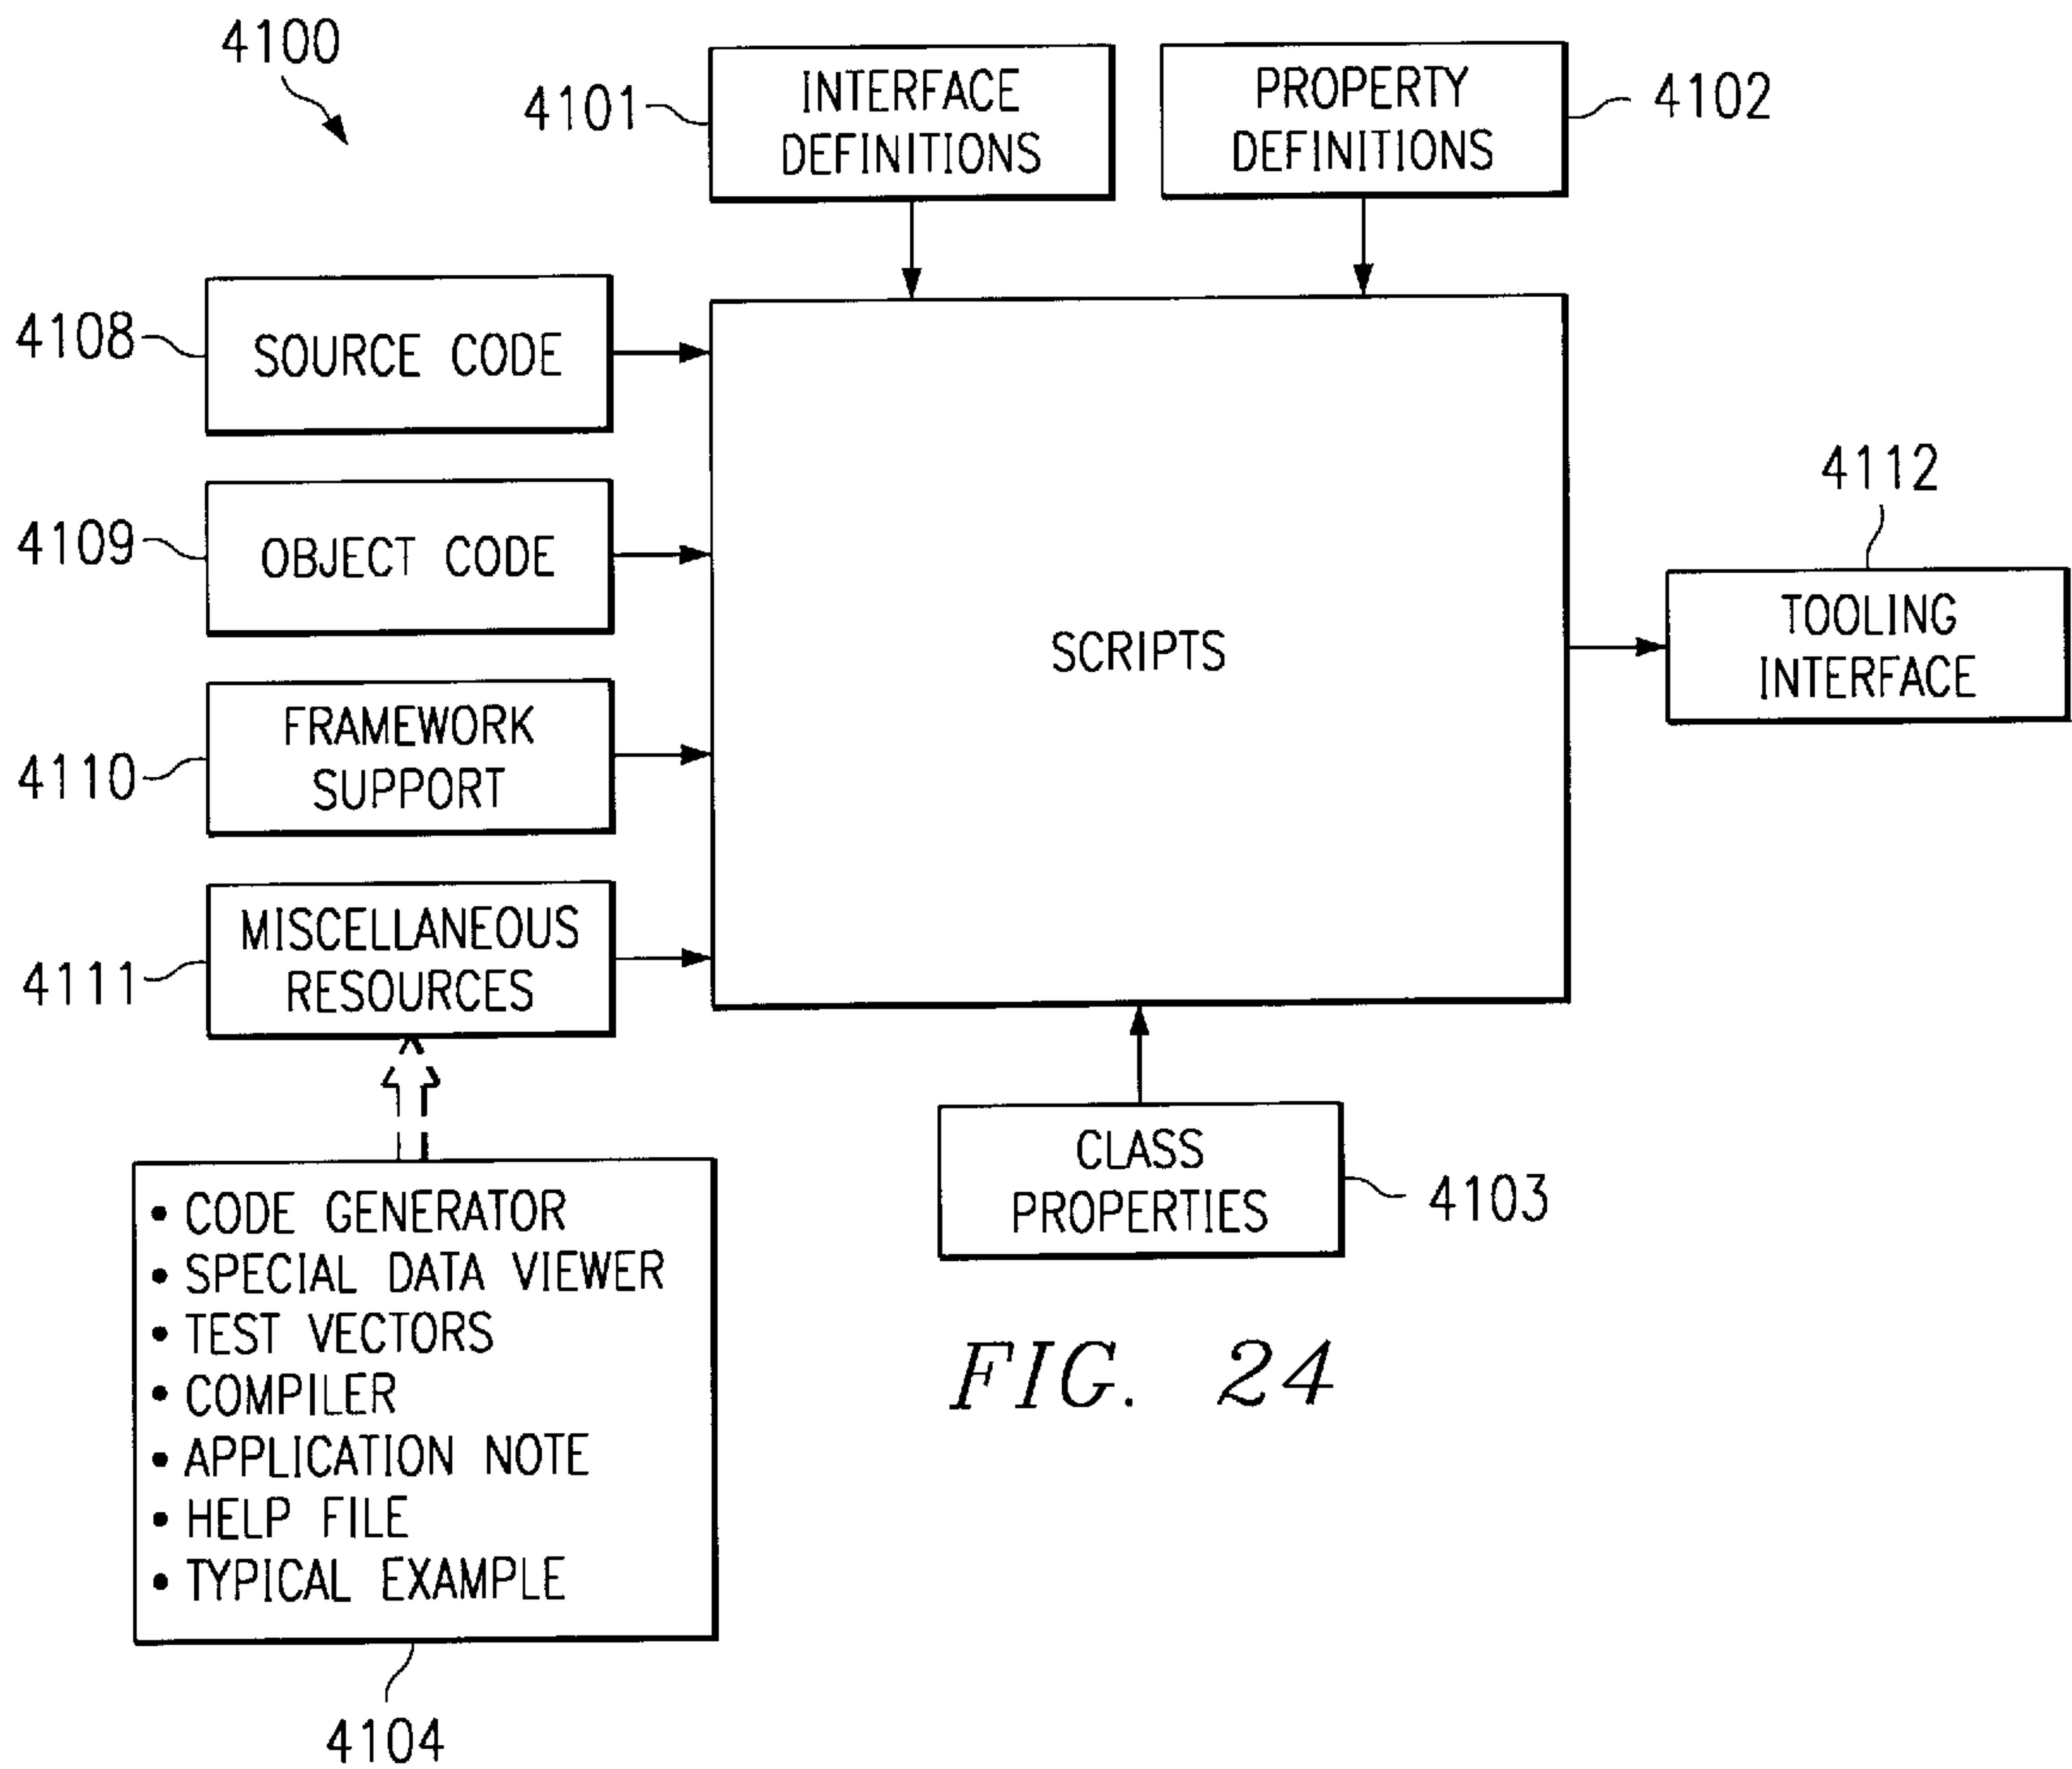 4100
4101
INTERFACE
DEFINITIONS
PROPERTY
DEFINITIONS
4102
4108
SOURCE CODE
4109
OBJECT CODE
4110
FRAMEWORK
SUPPORT
4111
MISCELLANEOUS
RESOURCES
SCRIPTS
4112
TOOLING
INTERFACE
CLASS
PROPERTIES
4103
• CODE GENERATOR
• SPECIAL DATA VIEWER
• TEST VECTORS
• COMPILER
• APPLICATION NOTE
• HELP FILE
• TYPICAL EXAMPLE
4104
FIG. 24